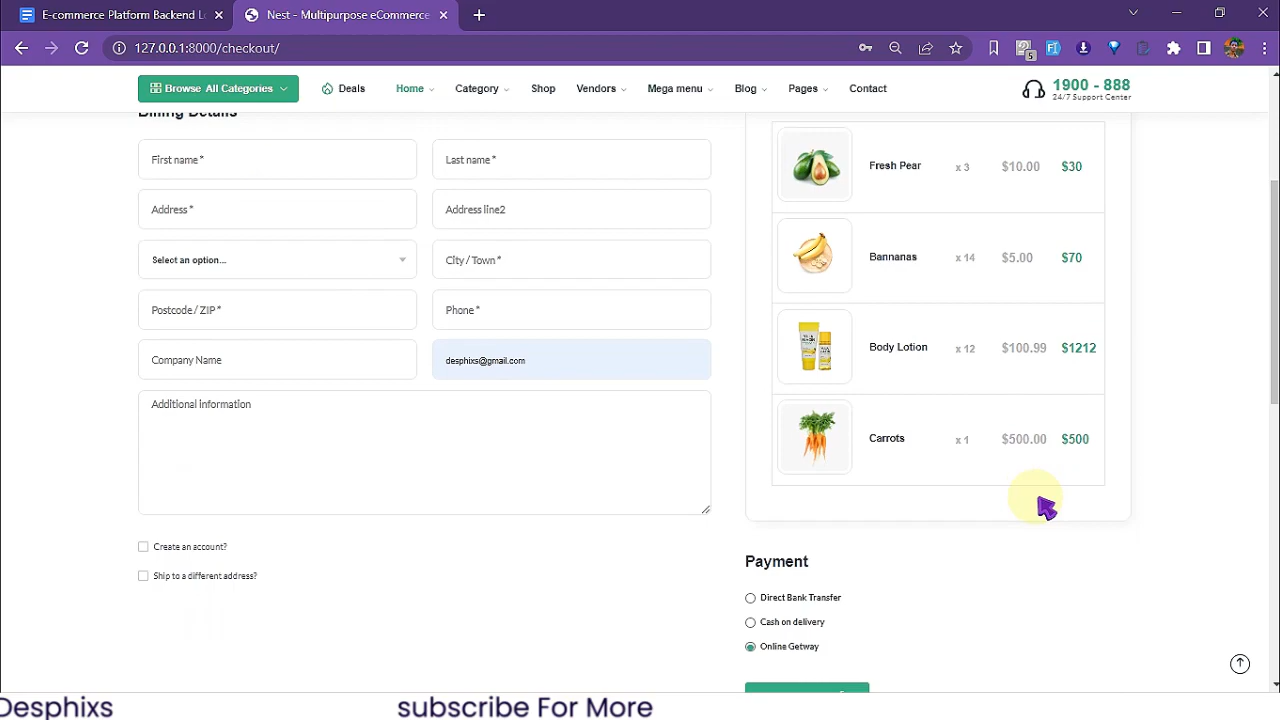 E-commerce Platform Backend Lo
Nest - Multipurpose eCommerce
127.0.0.1:8000/checkout/
5
Browse All Categories
Deals
Home
Category
Shop
Vendors
Mega menu
Blog
Pages
Contact
1900 - 888
24/7 Support Center
Billing Details
First name *
Last name *
Address *
Address line2
Select an option...
City / Town *
Postcode / ZIP *
Phone *
Company Name
desphixs@gmail.com
Additional information
Create an account?
Ship to a different address?
Fresh Pear x 3 $10.00 $30
Bannanas x 14 $5.00 $70
Body Lotion x 12 $100.99 $1212
Carrots x 1 $500.00 $500
Payment
Direct Bank Transfer
Cash on delivery
Online Getway
Desphixs
subscribe For More